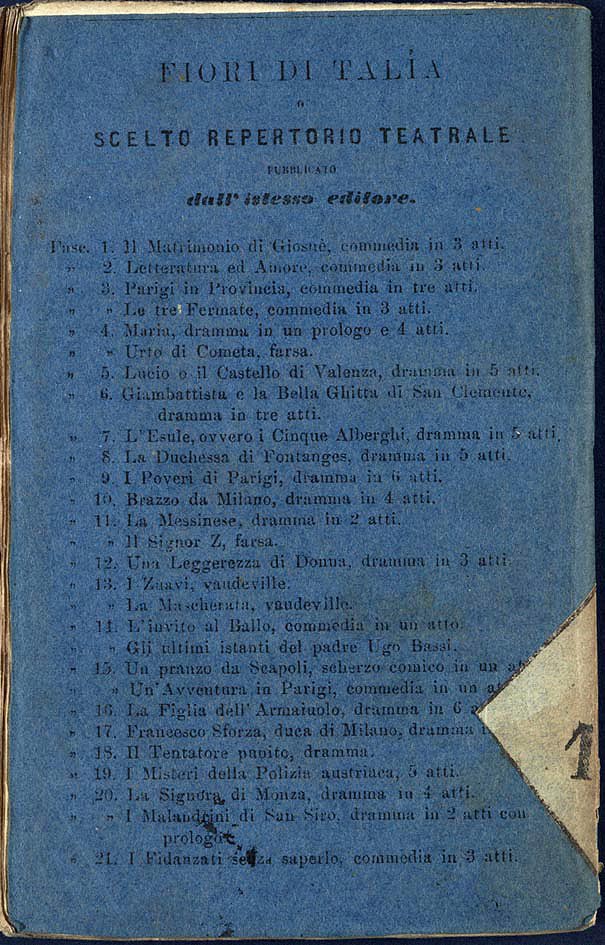 FIORI DI TALÍA
O
SCELTO REPERTORIO TEATRALE
PUBBLICATO
dall' istesso editore.
Fasc. 1. Il Matrimonio di Giosuè, commedia in 3 atti.
" 2. Letteratura ed Amore, commedia in 3 atti.
" 3. Parigi in Provincia, commedia in tre atti.
" " Le tre Fermate, commedia in 3 atti.
" 4. Maria, dramma in un prologo e 4 atti.
" " Urto di Cometa, farsa.
" 5. Lucio o il Castello di Valenza, dramma in 5 atti.
" 6. Giambattista e la Bella Ghitta di San Clemente,
dramma in tre atti.
" 7. L'Esule, ovvero i Cinque Alberghi, dramma in 5 atti.
" 8. La Duchessa di Fontanges, dramma in 5 atti.
" 9. I Poveri di Parigi, dramma in 6 atti.
" 10. Brazzo da Milano, dramma in 4 atti.
" 11. La Messinese, dramma in 2 atti.
" " Il Signor Z, farsa.
" 12. Una Leggerezza di Donna, dramma in 3 atti.
" 13. I Zuavi, vaudeville.
" " La Mascherata, vaudeville.
" 14. L'invito al Ballo, commedia in un atto.
" " Gli ultimi istanti del padre Ugo Bassi.
" 15. Un pranzo da Scapoli, scherzo comico in un
" " Un'Avventura in Parigi, commedia in un
" 16. La Figlia dell' Armaiuolo, dramma in 6
" 17. Francesco Sforza, duca di Milano, dramma
" 18. Il Tentatore punito, dramma.
" 19. I Misteri della Polizia austriaca, 5 atti.
" 20. La Signora di Monza, dramma in 4 atti.
" " I Malandrini di San Siro, dramma in 2 atti con
prologo.
" 21. I Fidanzati senza saperlo, commedia in 3 atti.
1